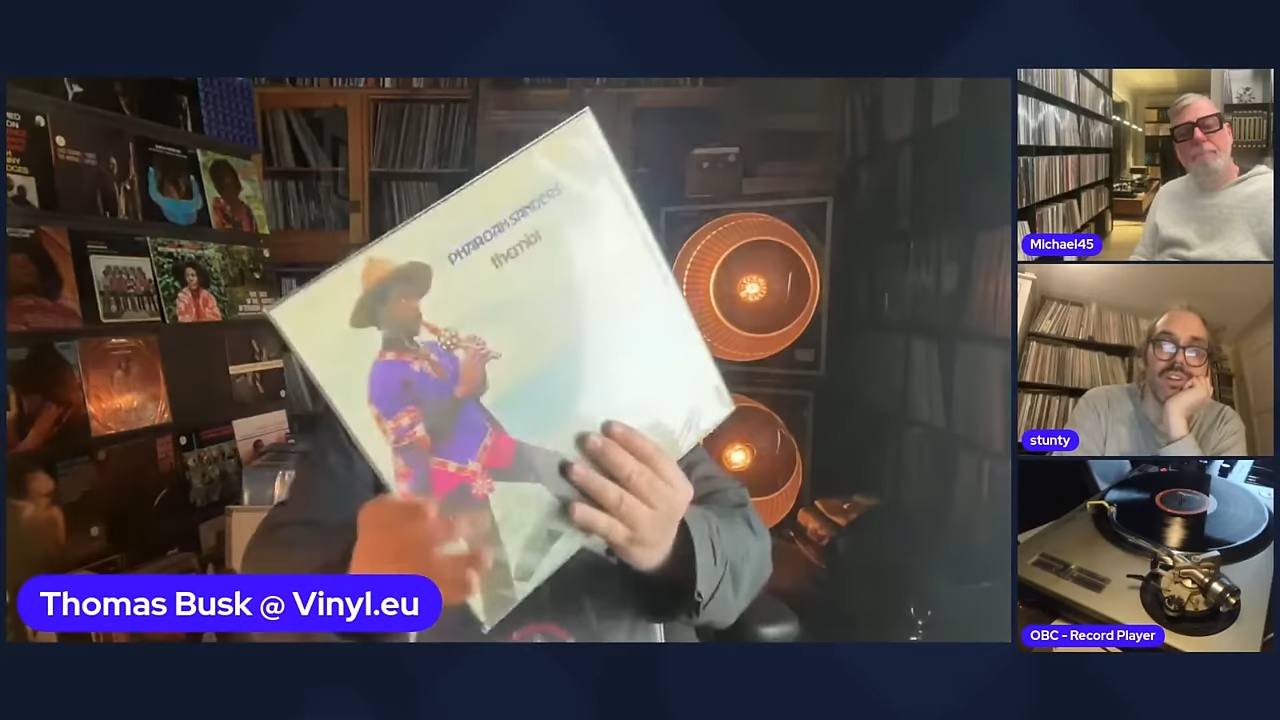 PHAROAH SANDERS
thembi
Thomas Busk @ Vinyl.eu
Michael45
stunty
OBC - Record Player